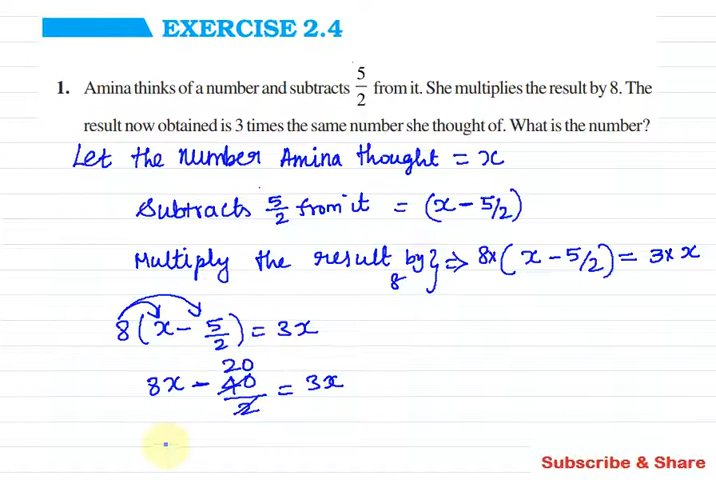 EXERCISE 2.4
1. Amina thinks of a number and subtracts 5/2 from it. She multiplies the result by 8. The
result now obtained is 3 times the same number she thought of. What is the number?
Let the number Amina thought = x
Subtracts 5/2 from it = (x - 5/2)
Multiply the result by 8 } ⇒ 8x ( x - 5/2) = 3x x
8 ( x - 5/2 ) = 3x
20
8x - 40/2 = 3x
Subscribe & Share